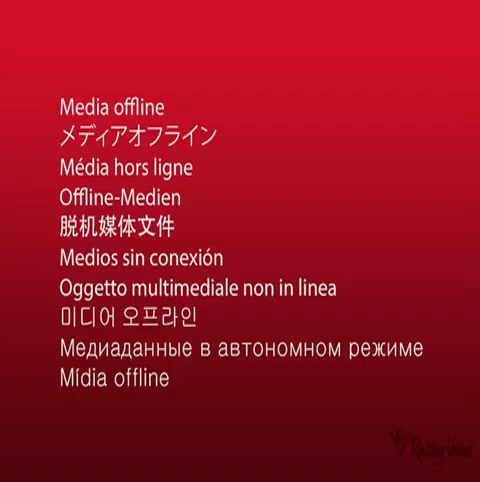 Media offline
メディアオフライン
Média hors ligne
Offline-Medien
脱机媒体文件
Medios sin conexión
Oggetto multimediale non in linea
미디어 오프라인
Медиаданные в автономном режиме
Mídia offline